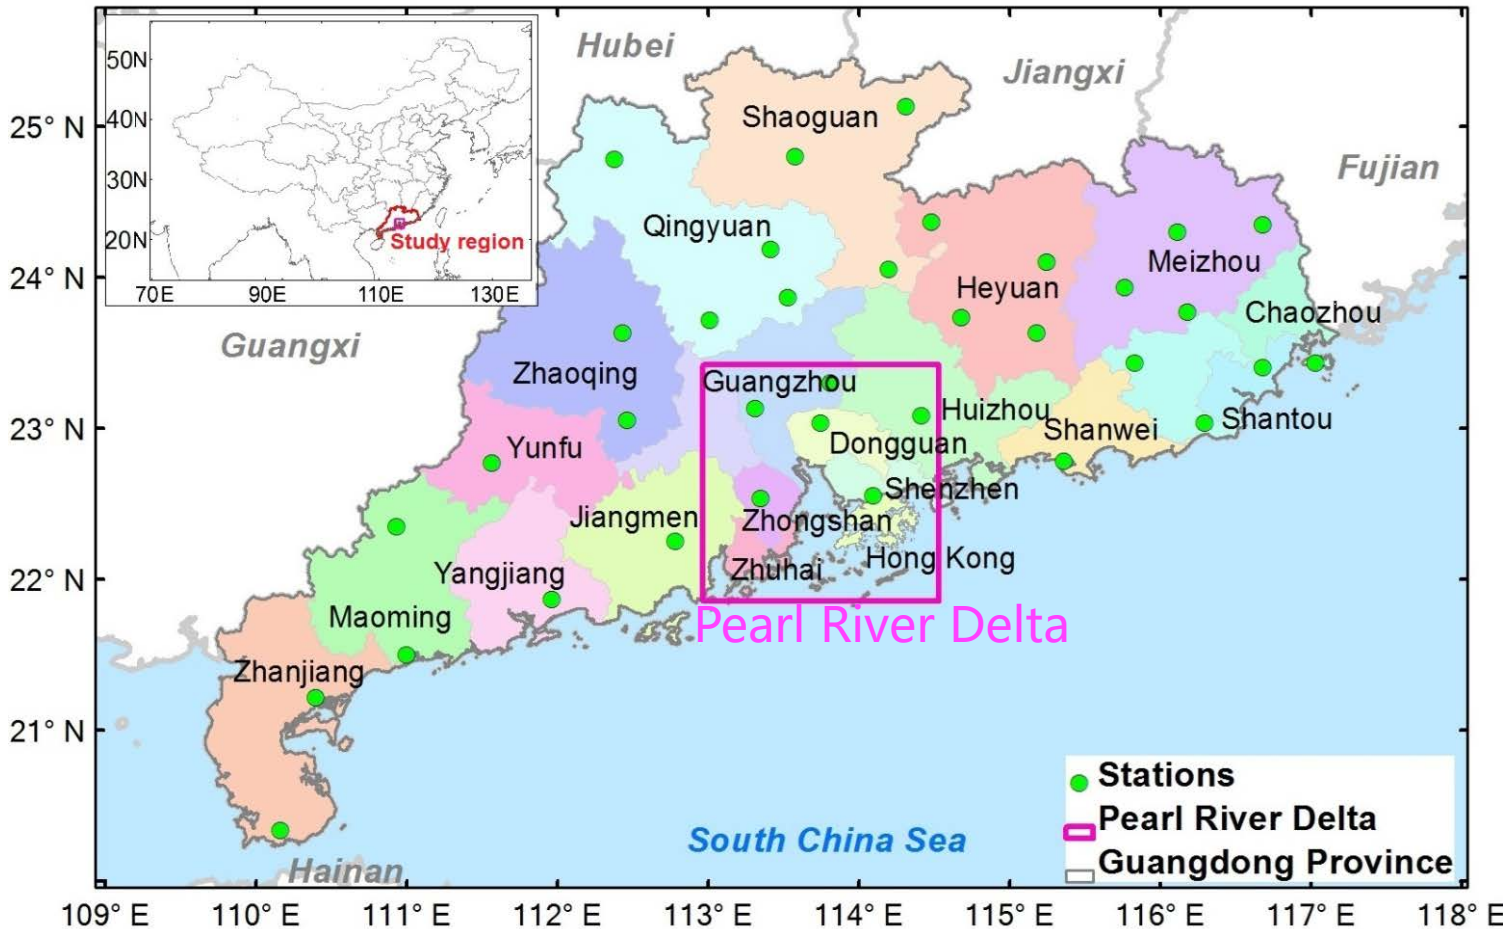 Hubei
Jiangxi
50N
40N
30N
20N
Study region
70E 90E 110E 130E
25° N
Shaoguan
Fujian
Qingyuan
Meizhou
24° N
Heyuan
Chaozhou
Guangxi
Zhaoqing
Guangzhou
Huizhou
23° N
Shanwei
Shantou
Yunfu
Dongguan
Shenzhen
Jiangmen
Zhongshan
Hong Kong
22° N
Yangjiang
Zhuhai
Maoming
Pearl River Delta
Zhanjiang
21° N
South China Sea
Hainan
Stations
Pearl River Delta
Guangdong Province
109° E 110° E 111° E 112° E 113° E 114° E 115° E 116° E 117° E 118° E